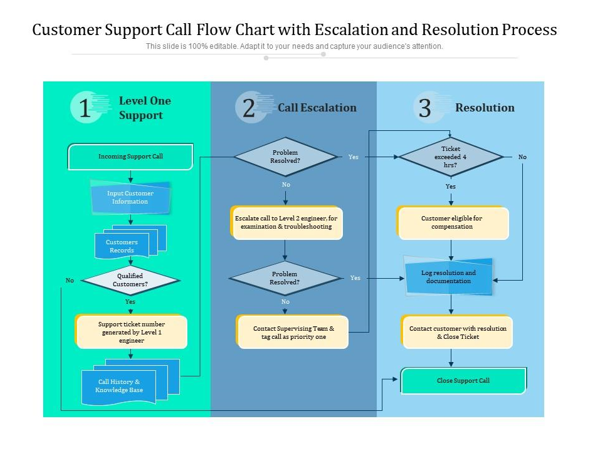 Customer Support Call Flow Chart with Escalation and Resolution Process
This slide is 100% editable. Adapt it to your needs and capture your audience's attention.
1
Level One
Support
Incoming Support Call
Input Customer
Information
Customers
Records
Qualified
Customers?
No
Yes
Support ticket number
generated by Level 1
engineer
Call History &
Knowledge Base
2
Call Escalation
Problem
Resolved?
Yes
No
Escalate call to Level 2 engineer, for
examination & troubleshooting
Problem
Resolved?
Yes
No
Contact Supervising Team &
tag call as priority one
3
Resolution
Ticket
exceeded 4
hrs?
No
Yes
Customer eligible for
compensation
Log resolution and
documentation
Contact customer with resolution
& Close Ticket
Close Support Call